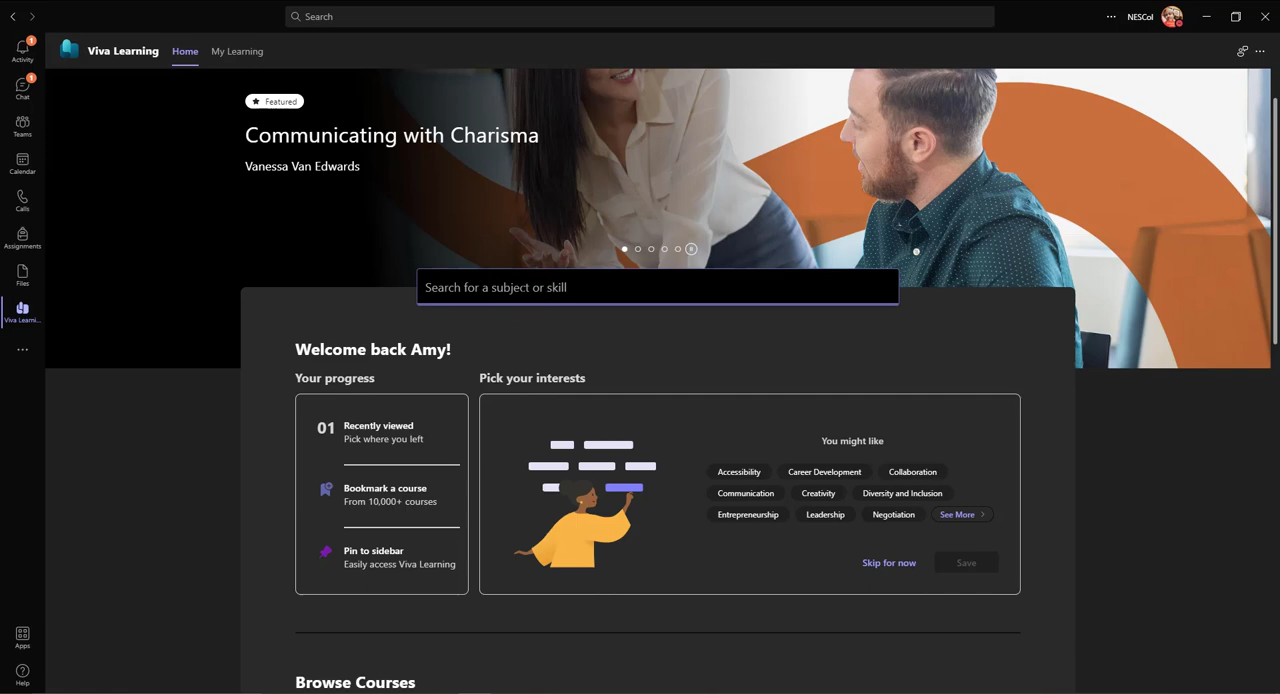 Search
NESCol
1
Activity
1
Chat
Teams
Calendar
Calls
Assignments
Files
Viva Learni...
Apps
Help
Viva Learning
Home
My Learning
Featured
Communicating with Charisma
Vanessa Van Edwards
Search for a subject or skill
Welcome back Amy!
Your progress
01
Recently viewed
Pick where you left
Bookmark a course
From 10,000+ courses
Pin to sidebar
Easily access Viva Learning
Pick your interests
You might like
Accessibility
Career Development
Collaboration
Communication
Creativity
Diversity and Inclusion
Entrepreneurship
Leadership
Negotiation
See More
Skip for now
Save
Browse Courses